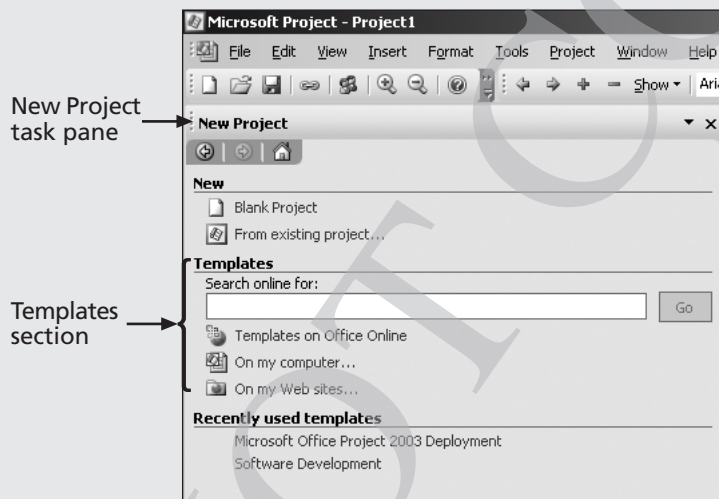 Microsoft Project - Project1
File Edit View Insert Format Tools Project Window Help
Show
New Project
task pane
New Project
New
Blank Project
From existing project...
Templates
Search online for:
Go
Templates
section
Templates on Office Online
On my computer...
On my Web sites...
Recently used templates
Microsoft Office Project 2003 Deployment
Software Development